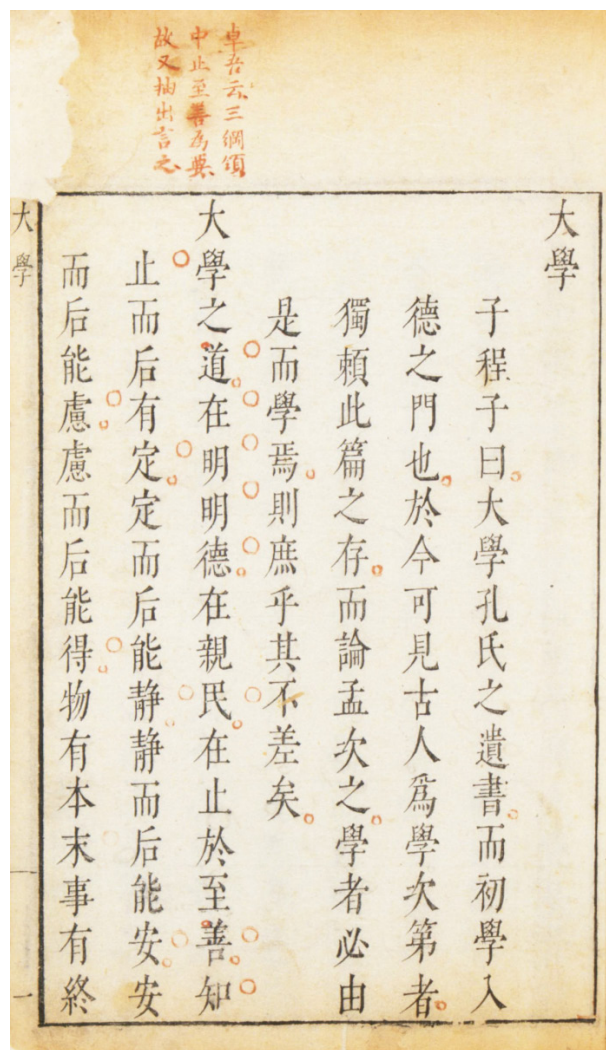 卓吾云三綱領
中止至善為要
故又抽出言之
大學
子程子曰大學孔氏之遺書而初學入
德之門也於今可見古人為學次第者
獨賴此篇之存而論孟次之學者必由
是而學焉則庶乎其不差矣
大學之道在明明德在親民在止於至善知
止而后有定定而后能靜靜而后能安安
而后能慮慮而后能得物有本末事有終
大學
一